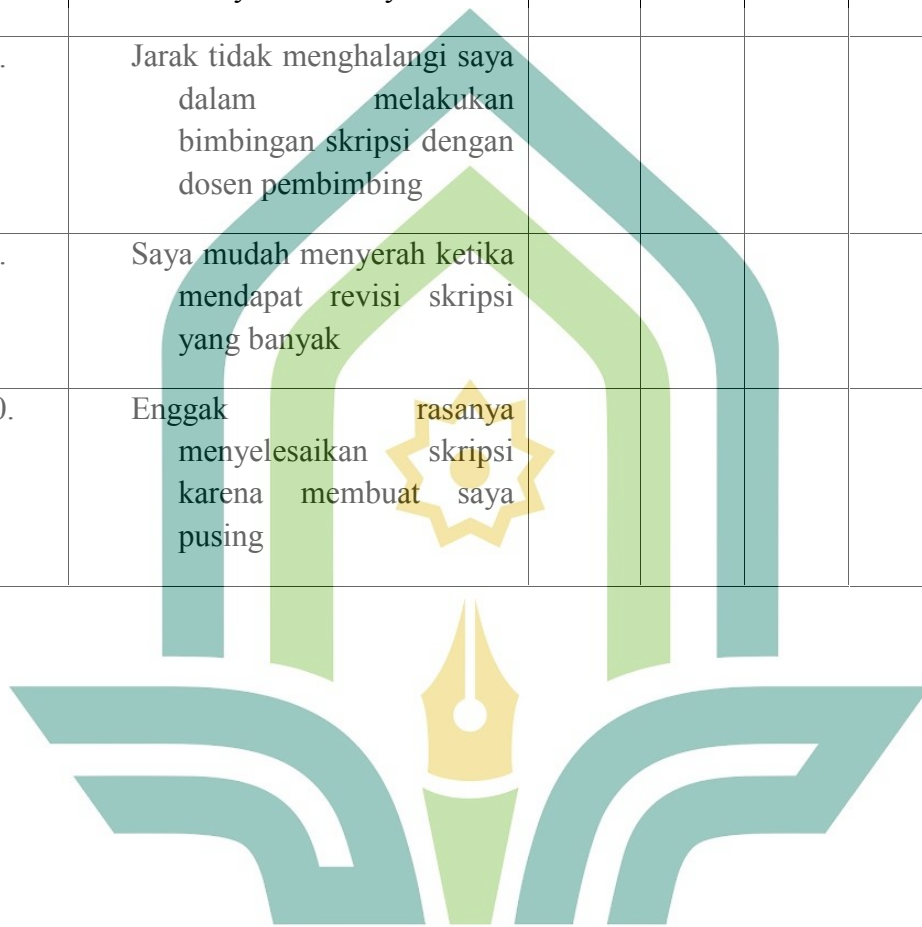 . Jarak tidak menghalangi saya
dalam melakukan
bimbingan skripsi dengan
dosen pembimbing
. Saya mudah menyerah ketika
mendapat revisi skripsi
yang banyak
0. Enggak rasanya
menyelesaikan skripsi
karena membuat saya
pusing